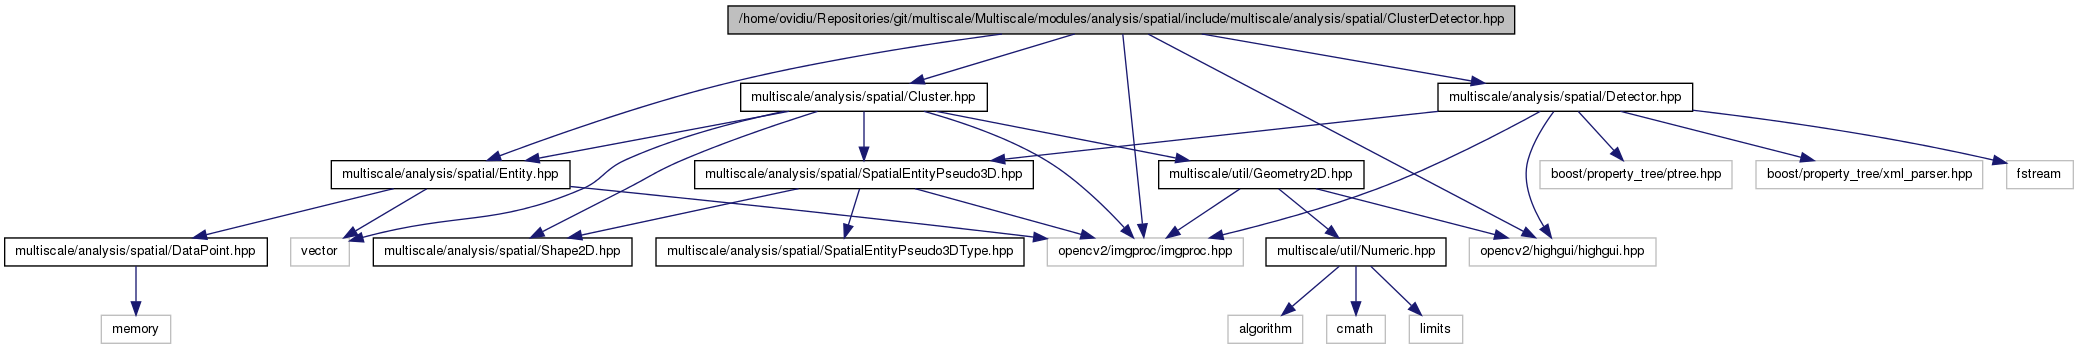 /home/ovidiu/Repositories/git/multiscale/Multiscale/modules/analysis/spatial/include/multiscale/analysis/spatial/ClusterDetector.hpp
multiscale/analysis/spatial/Cluster.hpp
multiscale/analysis/spatial/Detector.hpp
multiscale/analysis/spatial/Entity.hpp
multiscale/analysis/spatial/SpatialEntityPseudo3D.hpp
multiscale/util/Geometry2D.hpp
boost/property_tree/ptree.hpp
boost/property_tree/xml_parser.hpp
fstream
multiscale/analysis/spatial/DataPoint.hpp
vector
multiscale/analysis/spatial/Shape2D.hpp
multiscale/analysis/spatial/SpatialEntityPseudo3DType.hpp
opencv2/imgproc/imgproc.hpp
multiscale/util/Numeric.hpp
opencv2/highgui/highgui.hpp
memory
algorithm
cmath
limits